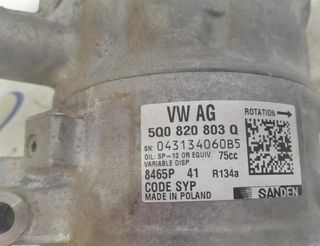 VW AG
5Q0 820 803 Q
SN: 043134060B5
OIL: SP-10 OR EQUIV. 75cc
VARIABLE DISP.
8465P 41 R134a
CODE SYP
MADE IN POLAND
ROTATION
SANDEN